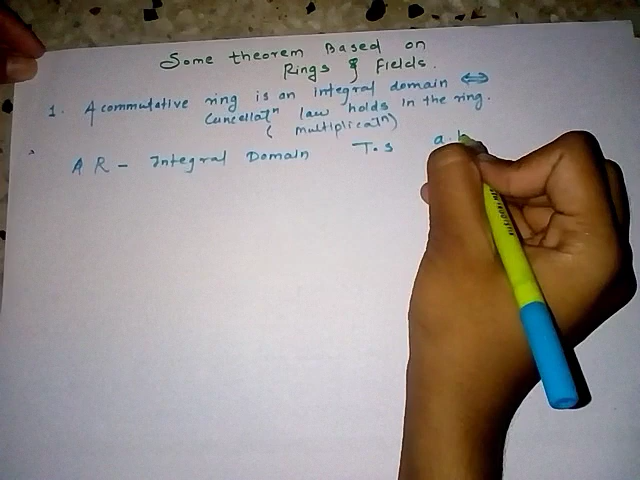 Some theorem Based on
Rings & Fields.
1. A commutative ring is an integral domain ⇔
Cancellatⁿ law holds in the ring.
( multiplicatⁿ)
A R - Integral Domain T.S a.b